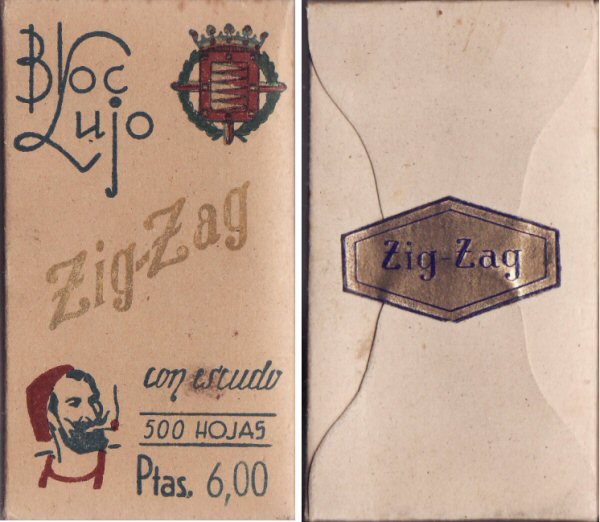 Bloc
Lujo
Zig-Zag
con escudo
500 HOJAS
Ptas. 6,00
Zig-Zag